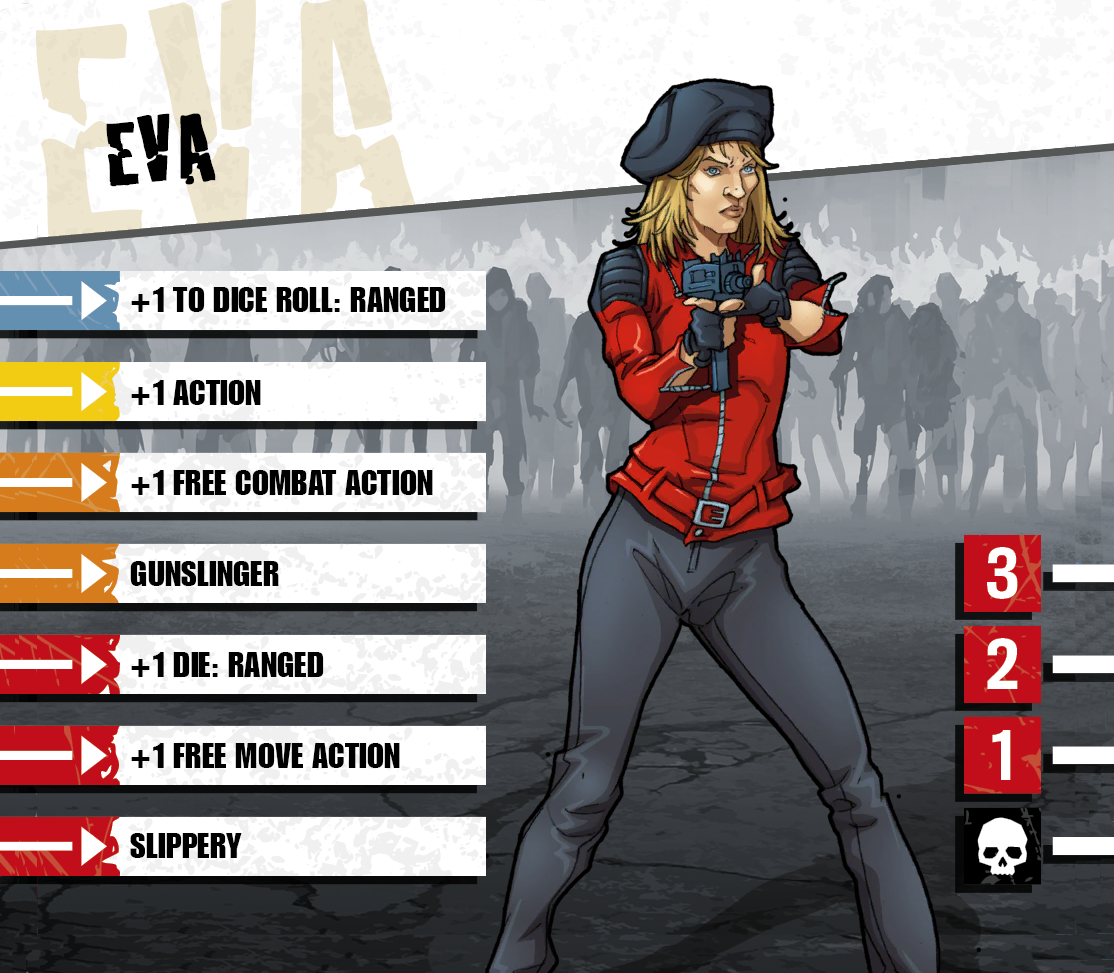 EVA
EVA
+1 TO DICE ROLL: RANGED
+1 ACTION
+1 FREE COMBAT ACTION
GUNSLINGER
+1 DIE: RANGED
+1 FREE MOVE ACTION
SLIPPERY
3
2
1